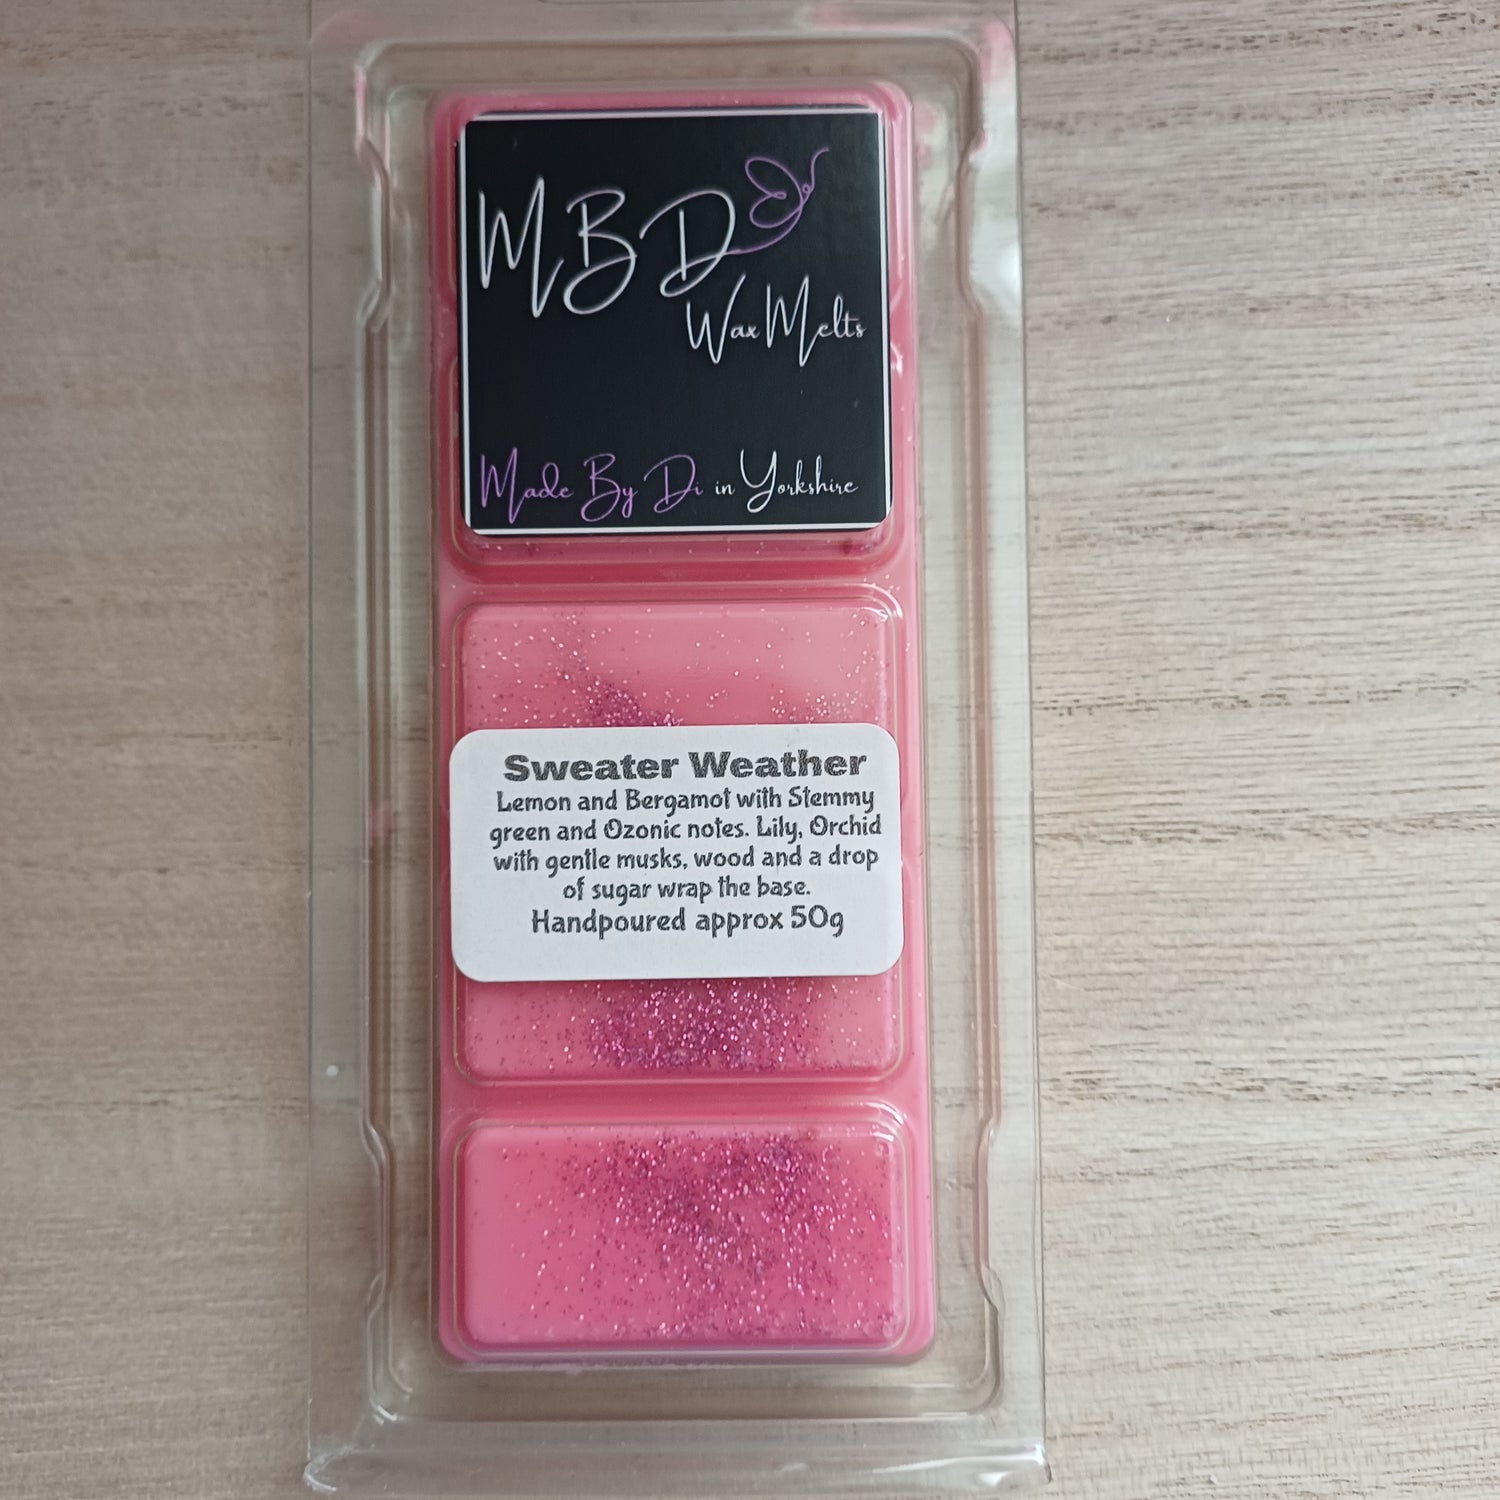 MBD
Wax Melts
Made By Di in Yorkshire
Sweater Weather
Lemon and Bergamot with Stemmy
green and Ozonic notes. Lily, Orchid
with gentle musks, wood and a drop
of sugar wrap the base.
Handpoured approx 50g